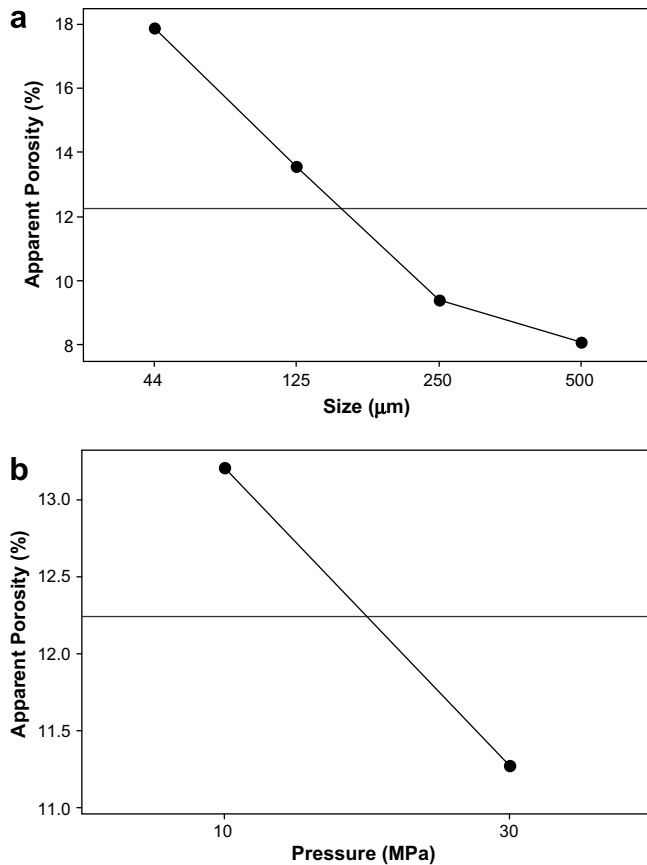 a
Apparent Porosity (%)
18
16
14
12
10
8
44 125 250 500
Size (μm)
b
Apparent Porosity (%)
13.0
12.5
12.0
11.5
11.0
10 30
Pressure (MPa)